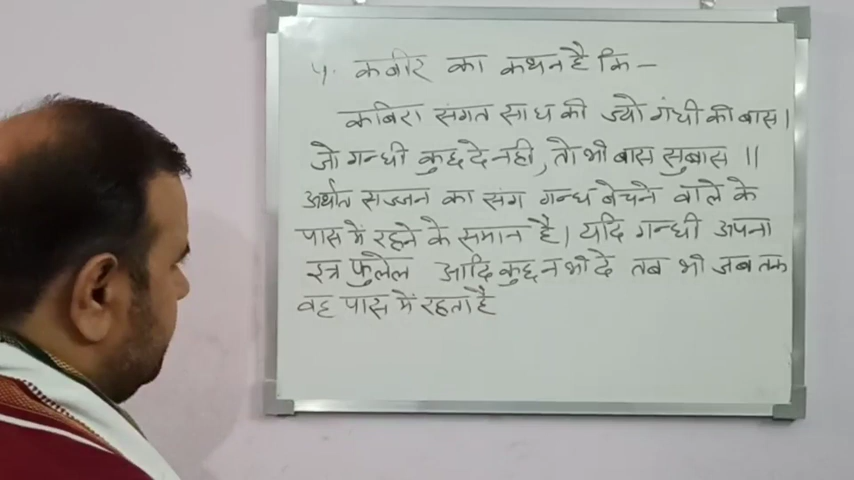 ५. कबीर का कथन है कि –
कबिरा संगत साध की ज्यो गंधी की बास।
जो गन्धी कुछ दे नही, तो भी बास सुबास ॥
अर्थात सज्जन का संग गन्ध बेचने वाले के
पास में रहने के समान है। यदि गन्धी अपना
इत्र फुलेल आदि कुछ न भी दे तब भी जब तक
वह पास में रहता है